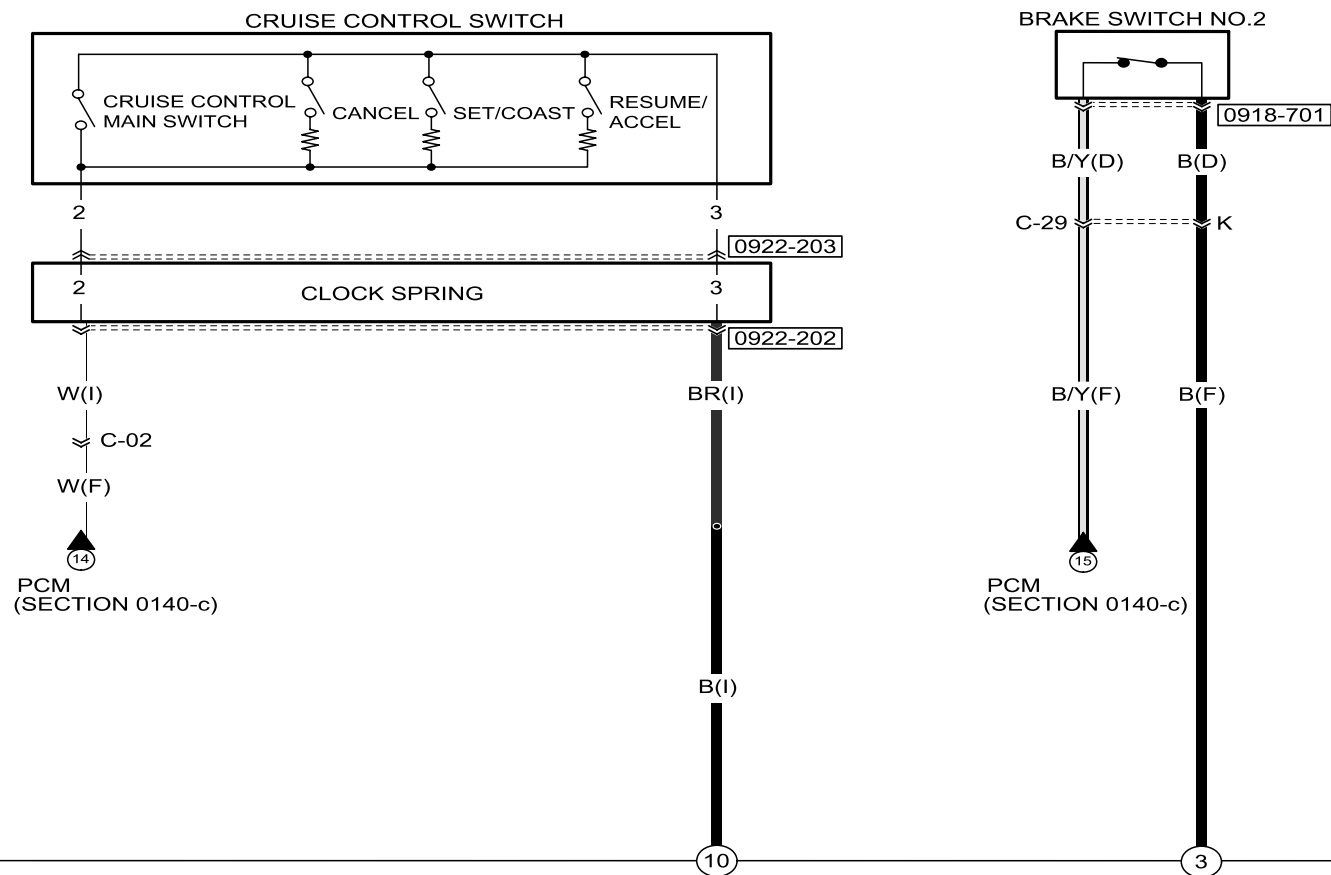 CRUISE CONTROL SWITCH
CRUISE CONTROL
MAIN SWITCH
CANCEL
SET/COAST
RESUME/
ACCEL
2
3
0922-203
2
CLOCK SPRING
3
0922-202
W(I)
BR(I)
C-02
W(F)
14
PCM
(SECTION 0140-c)
B(I)
10
BRAKE SWITCH NO.2
0918-701
B/Y(D)
B(D)
C-29
K
B/Y(F)
B(F)
15
PCM
(SECTION 0140-c)
3